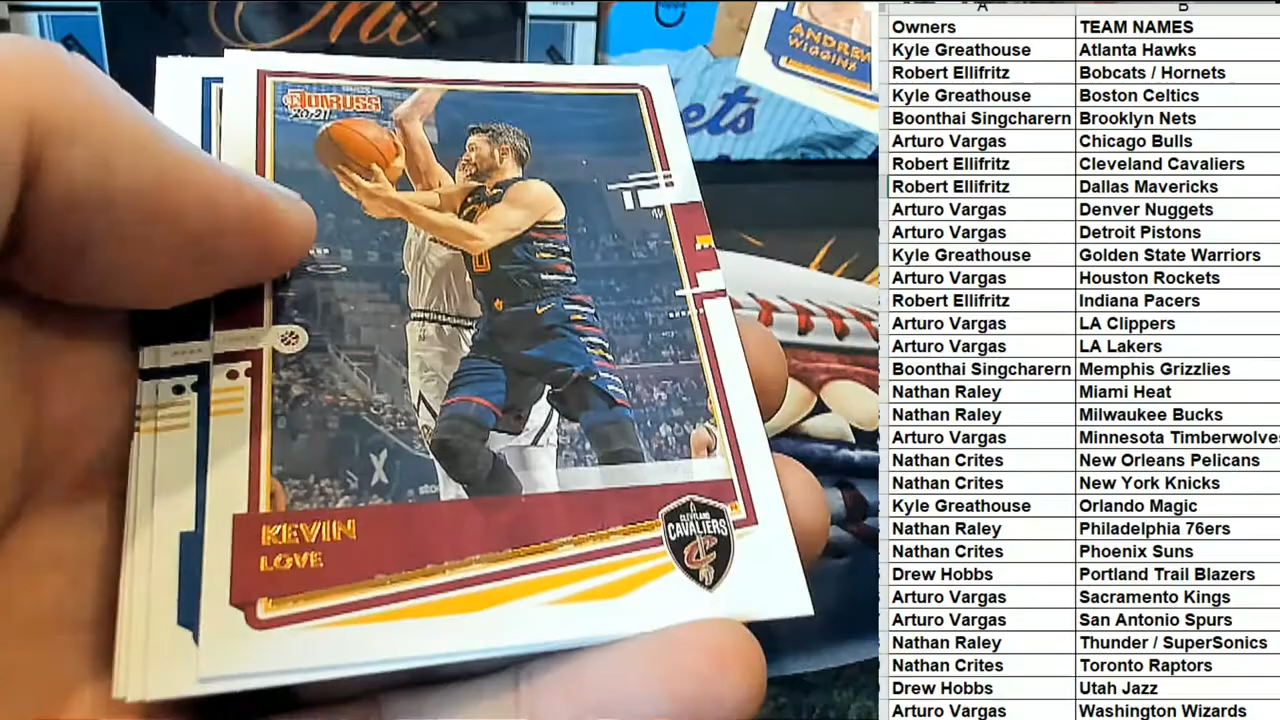 One
ets
ANDREW
WIGGINS
DONRUSS
20-21
KEVIN
LOVE
CLEVELAND
CAVALIERS
A B
Owners TEAM NAMES
Kyle Greathouse Atlanta Hawks
Robert Ellifritz Bobcats / Hornets
Kyle Greathouse Boston Celtics
Boonthai Singcharern Brooklyn Nets
Arturo Vargas Chicago Bulls
Robert Ellifritz Cleveland Cavaliers
Robert Ellifritz Dallas Mavericks
Arturo Vargas Denver Nuggets
Arturo Vargas Detroit Pistons
Kyle Greathouse Golden State Warriors
Arturo Vargas Houston Rockets
Robert Ellifritz Indiana Pacers
Arturo Vargas LA Clippers
Arturo Vargas LA Lakers
Boonthai Singcharern Memphis Grizzlies
Nathan Raley Miami Heat
Nathan Raley Milwaukee Bucks
Arturo Vargas Minnesota Timberwolves
Nathan Crites New Orleans Pelicans
Nathan Crites New York Knicks
Kyle Greathouse Orlando Magic
Nathan Raley Philadelphia 76ers
Nathan Crites Phoenix Suns
Drew Hobbs Portland Trail Blazers
Arturo Vargas Sacramento Kings
Arturo Vargas San Antonio Spurs
Nathan Raley Thunder / SuperSonics
Nathan Crites Toronto Raptors
Drew Hobbs Utah Jazz
Arturo Vargas Washington Wizards